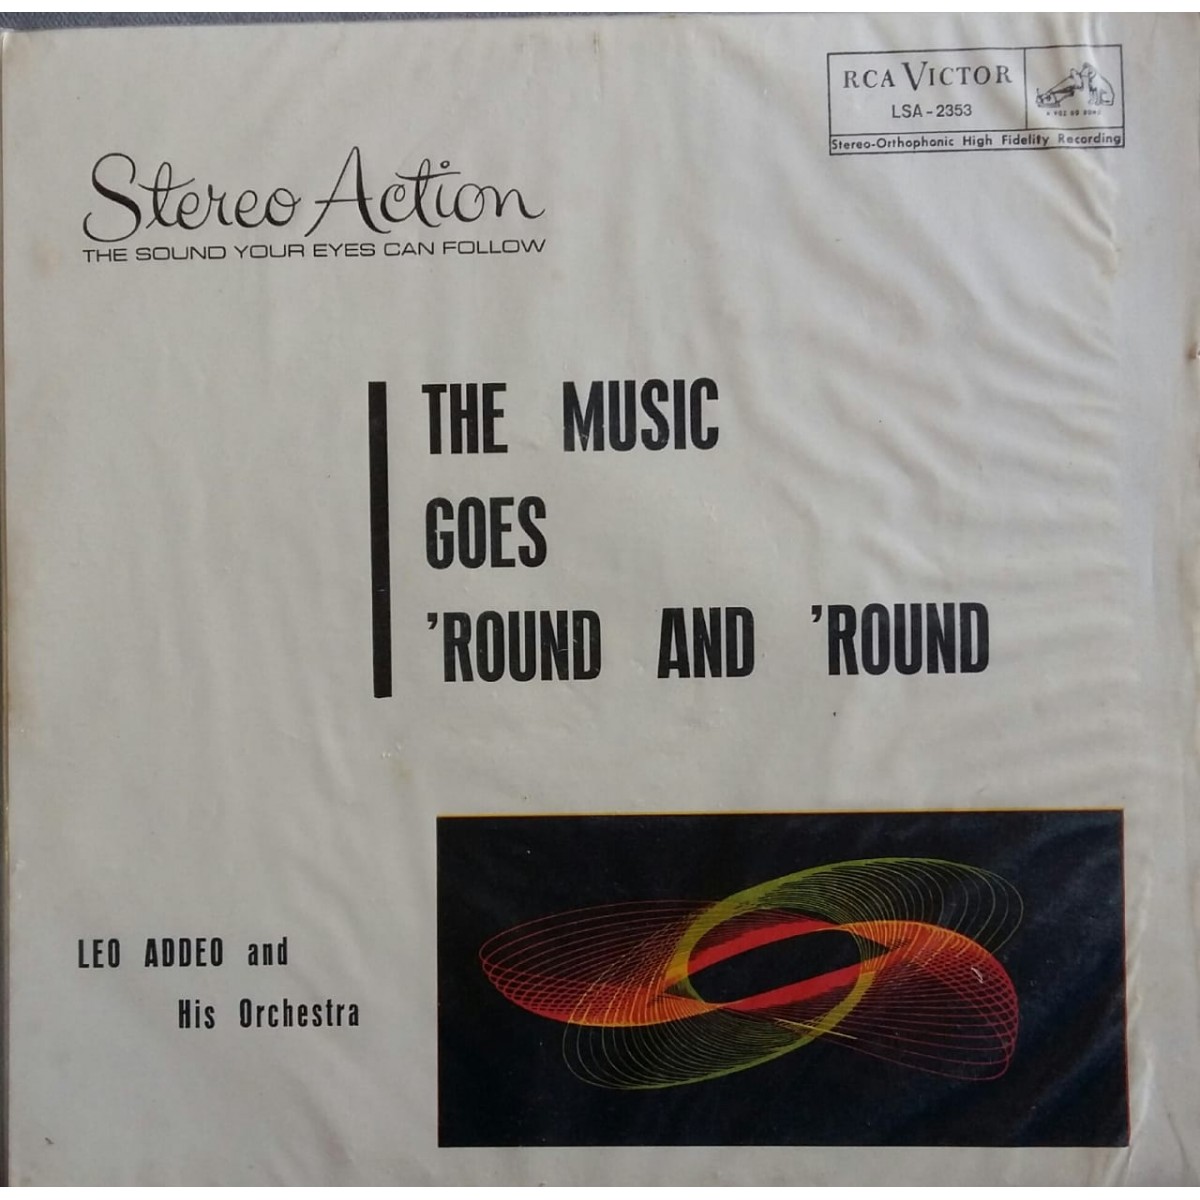 RCA VICTOR
LSA-2353
Stereo-Orthophonic High Fidelity Recording
Stereo Action
THE SOUND YOUR EYES CAN FOLLOW
THE MUSIC
GOES
’ROUND AND ’ROUND
LEO ADDEO and
His Orchestra